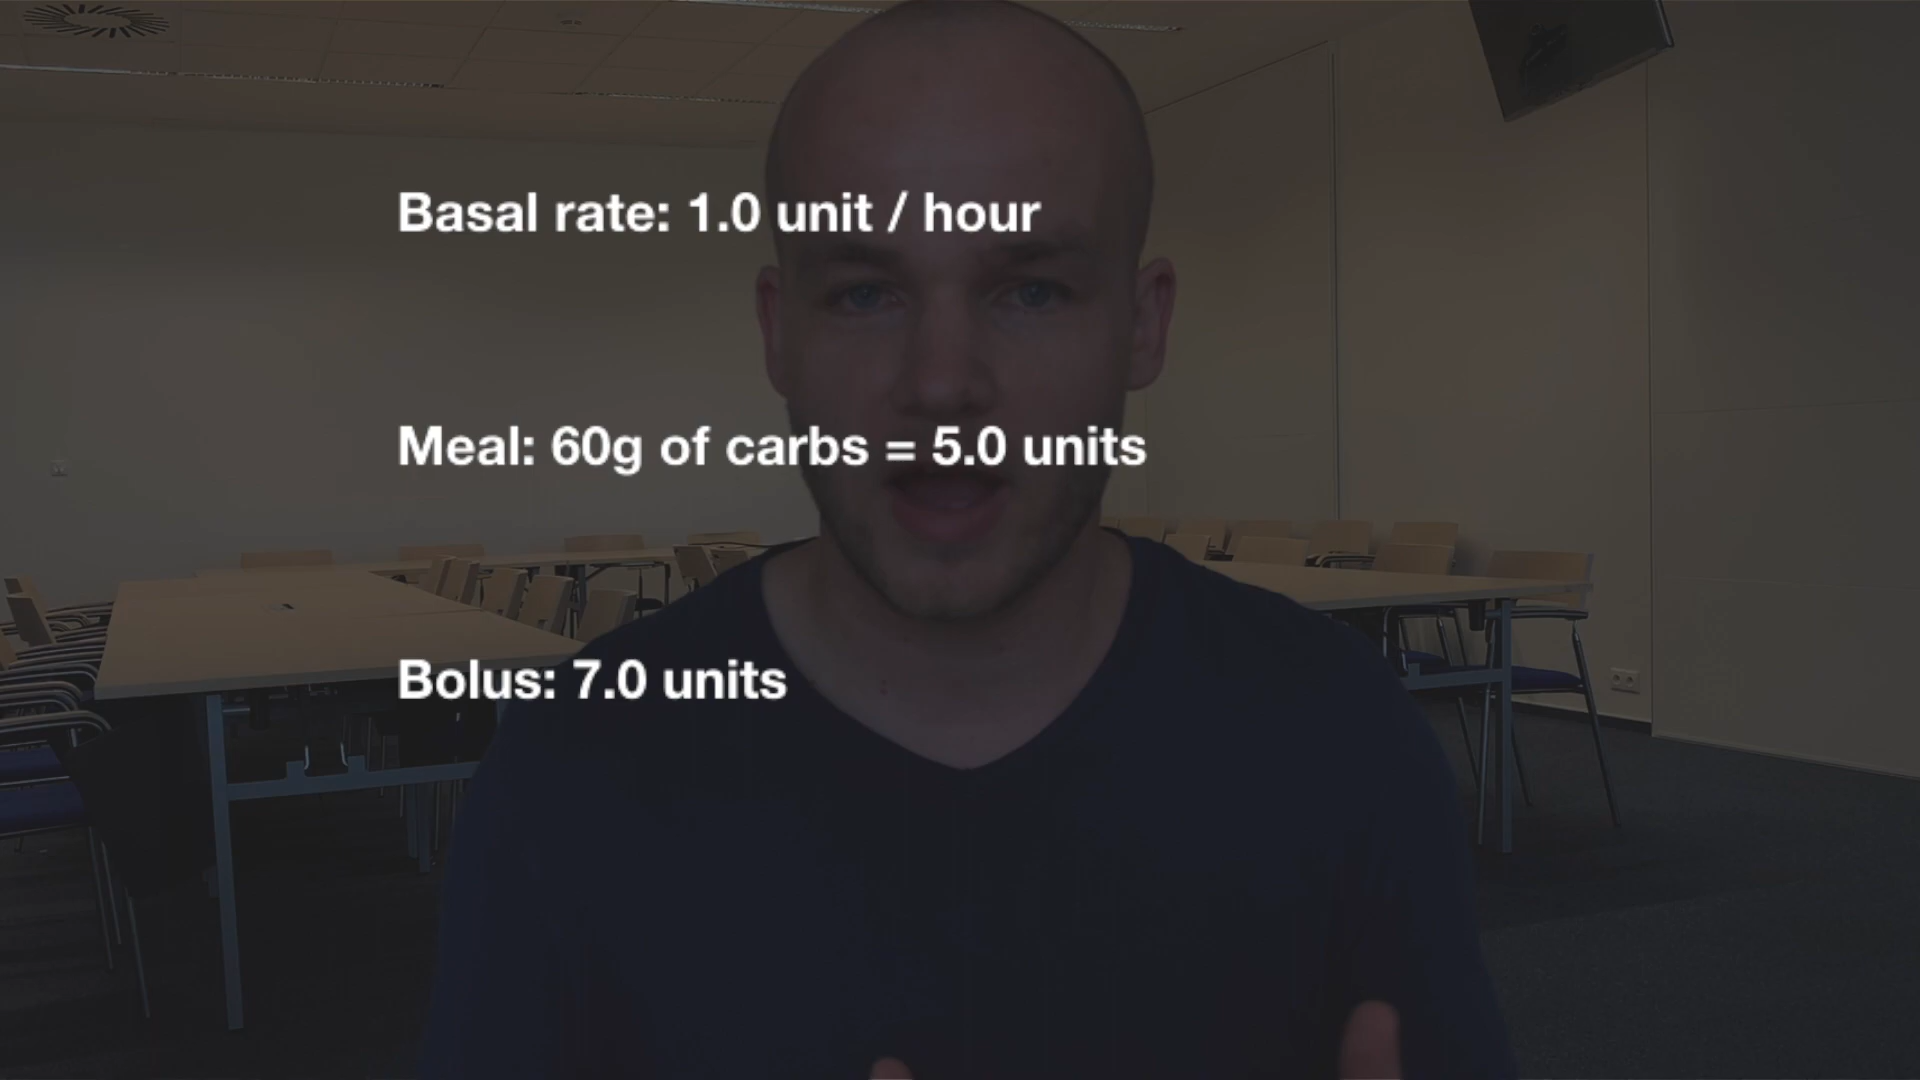 Basal rate: 1.0 unit / hour
Meal: 60g of carbs = 5.0 units
Bolus: 7.0 units